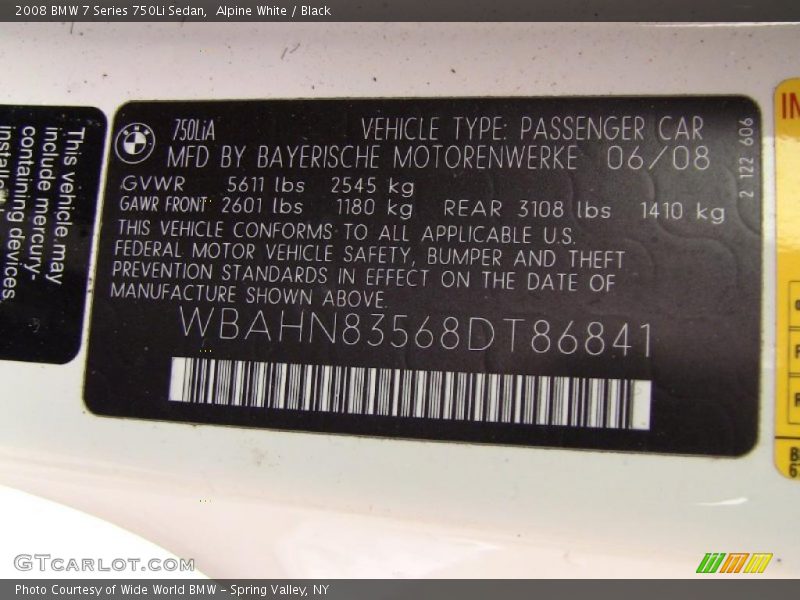 2008 BMW 7 Series 750Li Sedan,  Alpine White / Black
This vehicle may
include mercury-
containing devices
installed by
750LiA
VEHICLE TYPE: PASSENGER CAR
MFD BY BAYERISCHE MOTORENWERKE 06/08
GVWR 5611 lbs 2545 kg
GAWR FRONT 2601 lbs 1180 kg REAR 3108 lbs 1410 kg
THIS VEHICLE CONFORMS TO ALL APPLICABLE U.S.
FEDERAL MOTOR VEHICLE SAFETY, BUMPER AND THEFT
PREVENTION STANDARDS IN EFFECT ON THE DATE OF
MANUFACTURE SHOWN ABOVE.
WBAHN83568DT86841
2 122 606
GTCARLOT.COM
Photo Courtesy of Wide World BMW – Spring Valley, NY